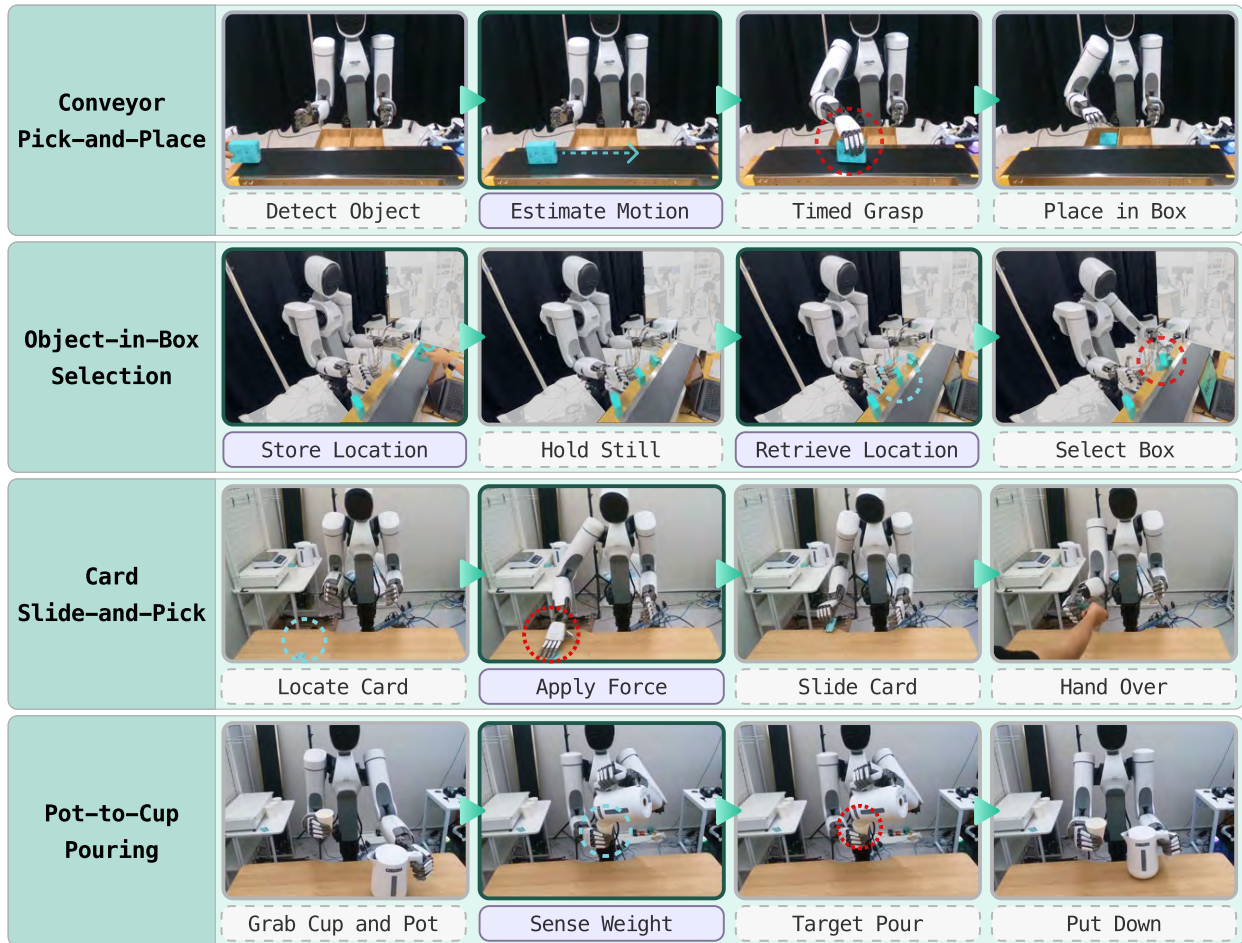 Conveyor
Pick-and-Place
Detect Object
Estimate Motion
Timed Grasp
Place in Box
Object-in-Box
Selection
Store Location
Hold Still
Retrieve Location
Select Box
Card
Slide-and-Pick
Locate Card
Apply Force
Slide Card
Hand Over
Pot-to-Cup
Pouring
Grab Cup and Pot
Sense Weight
Target Pour
Put Down